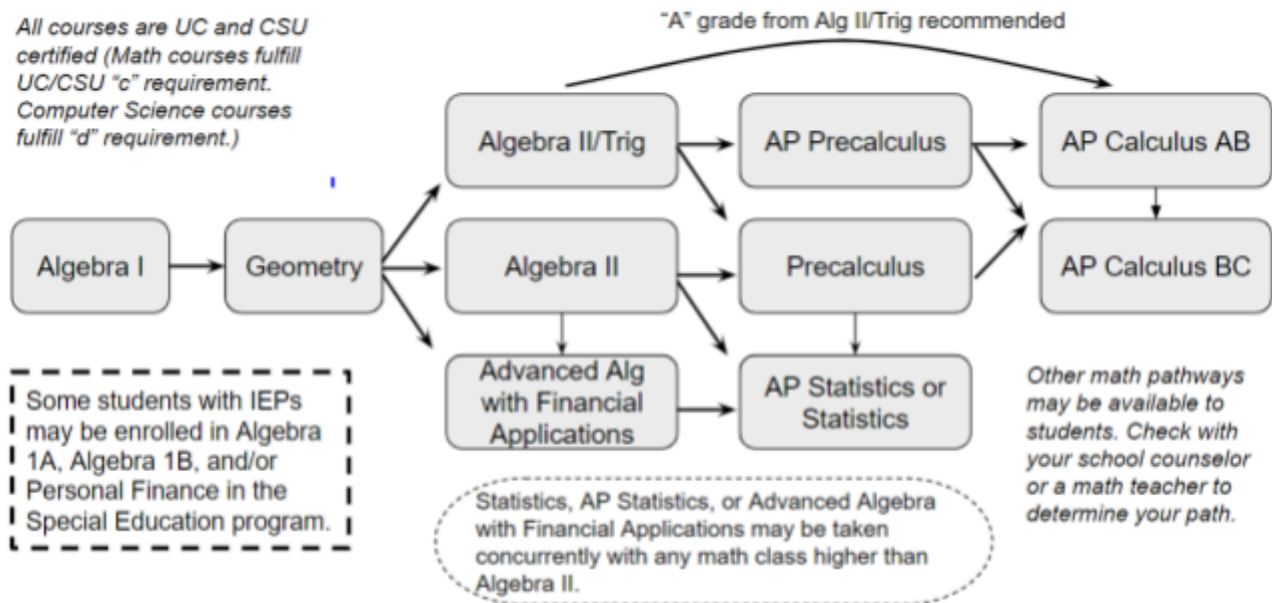 All courses are UC and CSU
certified (Math courses fulfill
UC/CSU “c” requirement.
Computer Science courses
fulfill “d” requirement.)
“A” grade from Alg II/Trig recommended
Algebra II/Trig
AP Precalculus
AP Calculus AB
Algebra I
Geometry
Algebra II
Precalculus
AP Calculus BC
Advanced Alg
with Financial
Applications
AP Statistics or
Statistics
Some students with IEPs
may be enrolled in Algebra
1A, Algebra 1B, and/or
Personal Finance in the
Special Education program.
Statistics, AP Statistics, or Advanced Algebra
with Financial Applications may be taken
concurrently with any math class higher than
Algebra II.
Other math pathways
may be available to
students. Check with
your school counselor
or a math teacher to
determine your path.